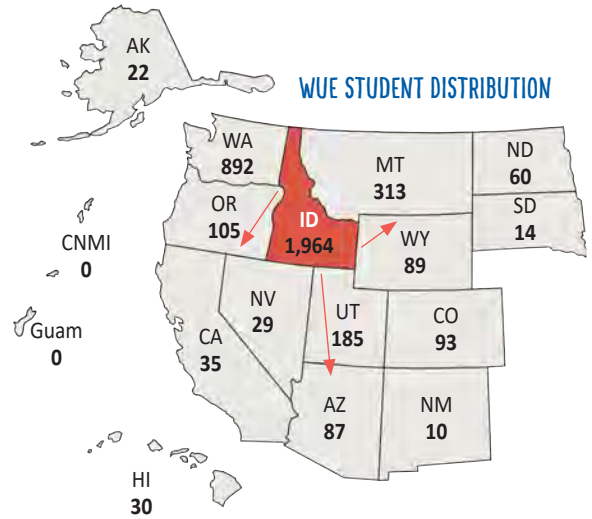 AK
22
WUE STUDENT DISTRIBUTION
WA
892
MT
313
ND
60
OR
105
ID
1,964
SD
14
WY
89
CNMI
0
NV
29
UT
185
CO
93
Guam
0
CA
35
AZ
87
NM
10
HI
30